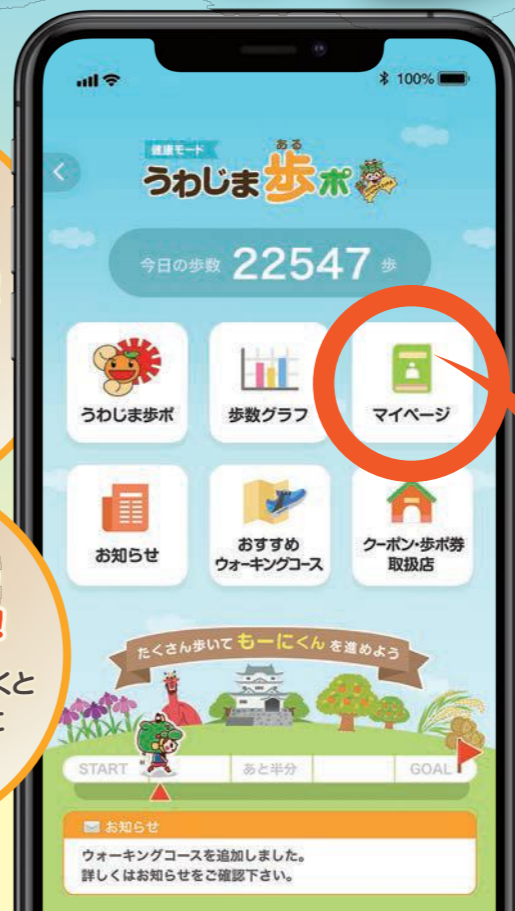 100%
健康モード
ある
うわじま歩ポ
今日の歩数 22547 歩
うわじま歩ポ
歩数グラフ
マイページ
お知らせ
おすすめ
ウォーキングコース
クーポン・歩ポ券
取扱店
!
くと
たくさん歩いて もーにくん を進めよう
START
あと半分
GOAL
お知らせ
ウォーキングコースを追加しました。
詳しくはお知らせをご確認下さい。